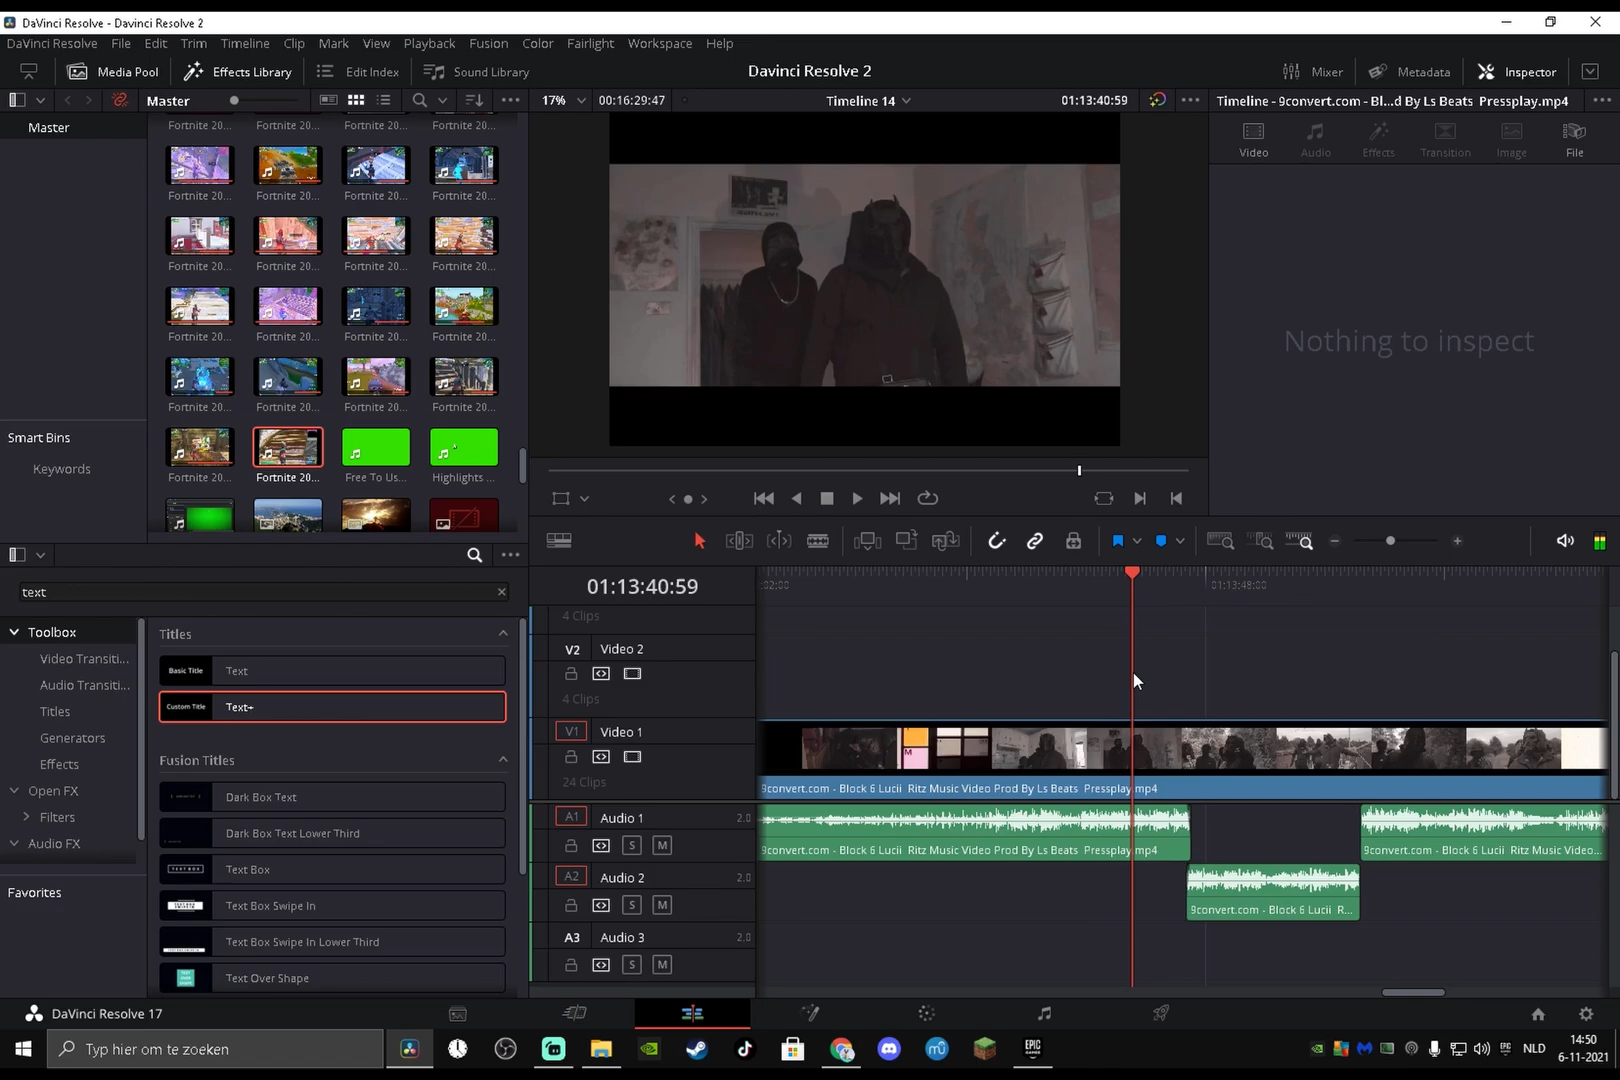 DaVinci Resolve - Davinci Resolve 2
DaVinci Resolve File Edit Trim Timeline Clip Mark View Playback Fusion Color Fairlight Workspace Help
Media Pool Effects Library Edit Index Sound Library Davinci Resolve 2 Mixer Metadata Inspector
Master 17% 00:16:29:47 Timeline 14 01:13:40:59 Timeline - 9convert.com - Bl...d By Ls Beats Pressplay.mp4
Master
Fortnite 20... Fortnite 20... Fortnite 20... Fortnite 20...
Video Audio Effects Transition Image File
Fortnite 20... Fortnite 20... Fortnite 20... Fortnite 20...
Fortnite 20... Fortnite 20... Fortnite 20... Fortnite 20...
Fortnite 20... Fortnite 20... Fortnite 20... Fortnite 20...
Nothing to inspect
Fortnite 20... Fortnite 20... Fortnite 20... Fortnite 20...
Smart Bins
Keywords
Fortnite 20... Fortnite 20... Free To Us... Highlights ...
text
01:13:40:59
:02:00 01:13:48:00
4 Clips
Toolbox
Video Transiti...
Audio Transiti...
Titles
Generators
Effects
Open FX
Filters
Audio FX
Favorites
Titles
Basic Title Text
Custom Title Text+
Fusion Titles
Dark Box Text
Dark Box Text Lower Third
TEXT BOX Text Box
Text Box Swipe In
Text Box Swipe In Lower Third
Text Over Shape
V2 Video 2
4 Clips
V1 Video 1
24 Clips
M
9convert.com - Block 6 Lucii Ritz Music Video Prod By Ls Beats Pressplay.mp4
A1 Audio 1 2.0
S M
9convert.com - Block 6 Lucii Ritz Music Video Prod By Ls Beats Pressplay.mp4
9convert.com - Block 6 Lucii Ritz Music Video...
A2 Audio 2 2.0
S M
9convert.com - Block 6 Lucii R...
A3 Audio 3 2.0
S M
DaVinci Resolve 17
Typ hier om te zoeken
EPIC GAMES
NLD
14:50
6-11-2021